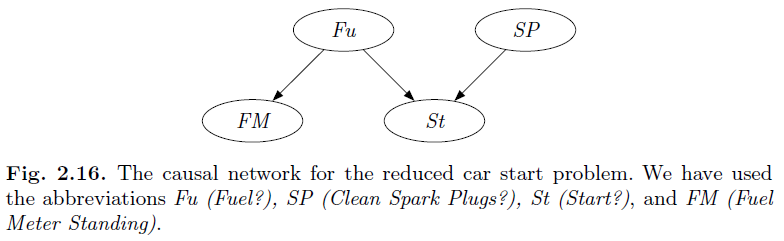 Fu SP
FM St
Fig. 2.16. The causal network for the reduced car start problem. We have used
the abbreviations Fu (Fuel?), SP (Clean Spark Plugs?), St (Start?), and FM (Fuel
Meter Standing).